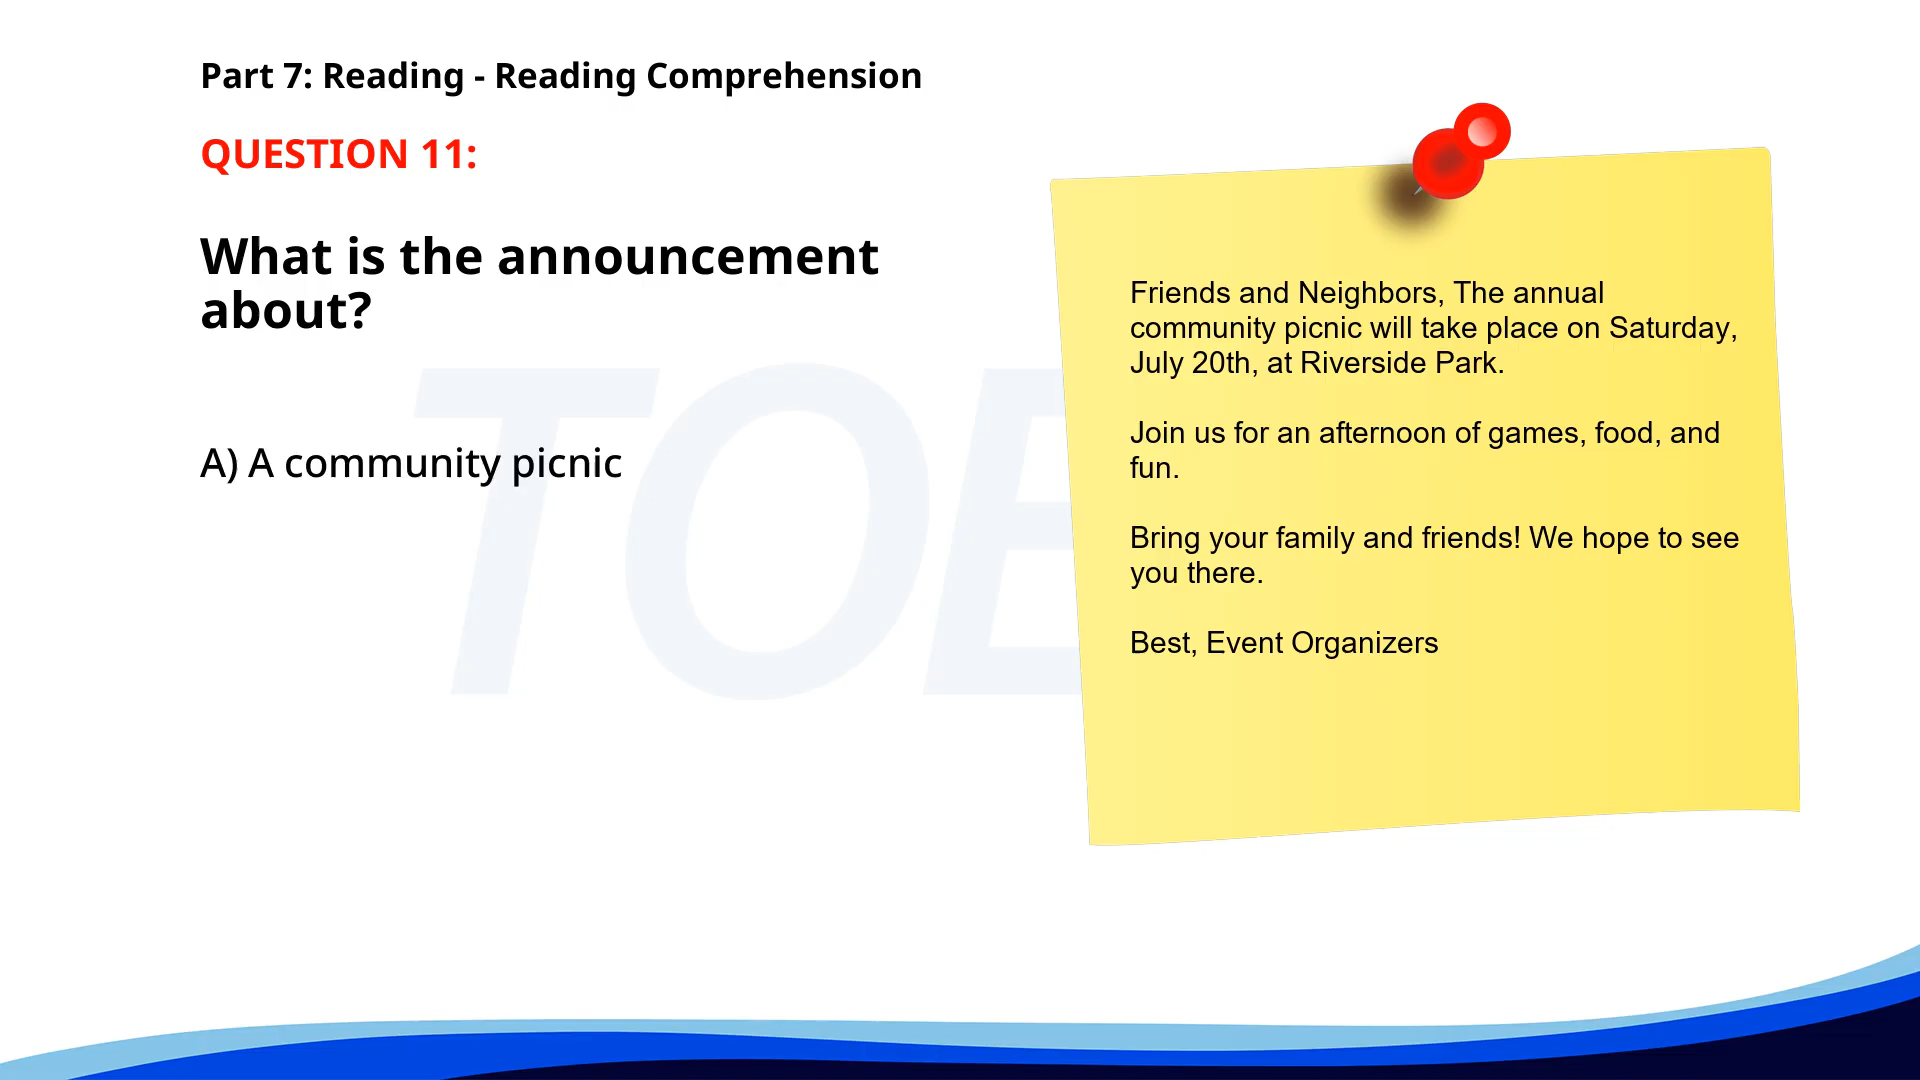 Part 7: Reading - Reading Comprehension
QUESTION 11:
What is the announcement
about?
A) A community picnic
Friends and Neighbors, The annual
community picnic will take place on Saturday,
July 20th, at Riverside Park.
Join us for an afternoon of games, food, and
fun.
Bring your family and friends! We hope to see
you there.
Best, Event Organizers